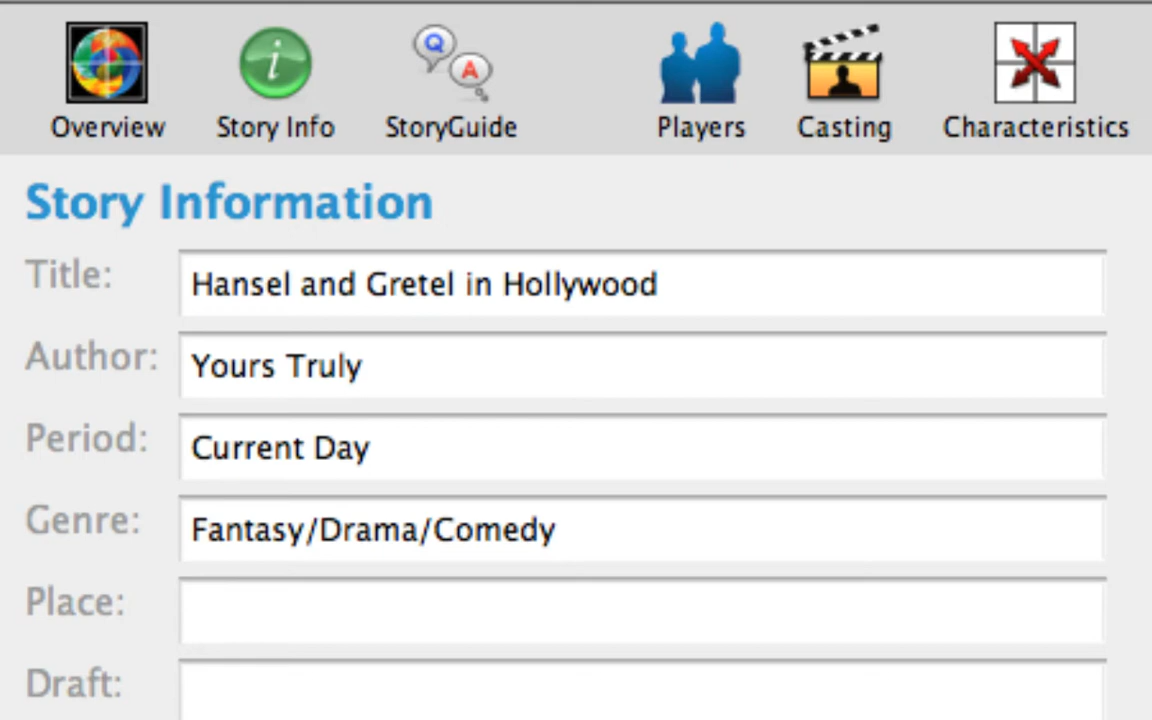 Overview Story Info StoryGuide Players Casting Characteristics
Story Information
Title: Hansel and Gretel in Hollywood
Author: Yours Truly
Period: Current Day
Genre: Fantasy/Drama/Comedy
Place:
Draft: